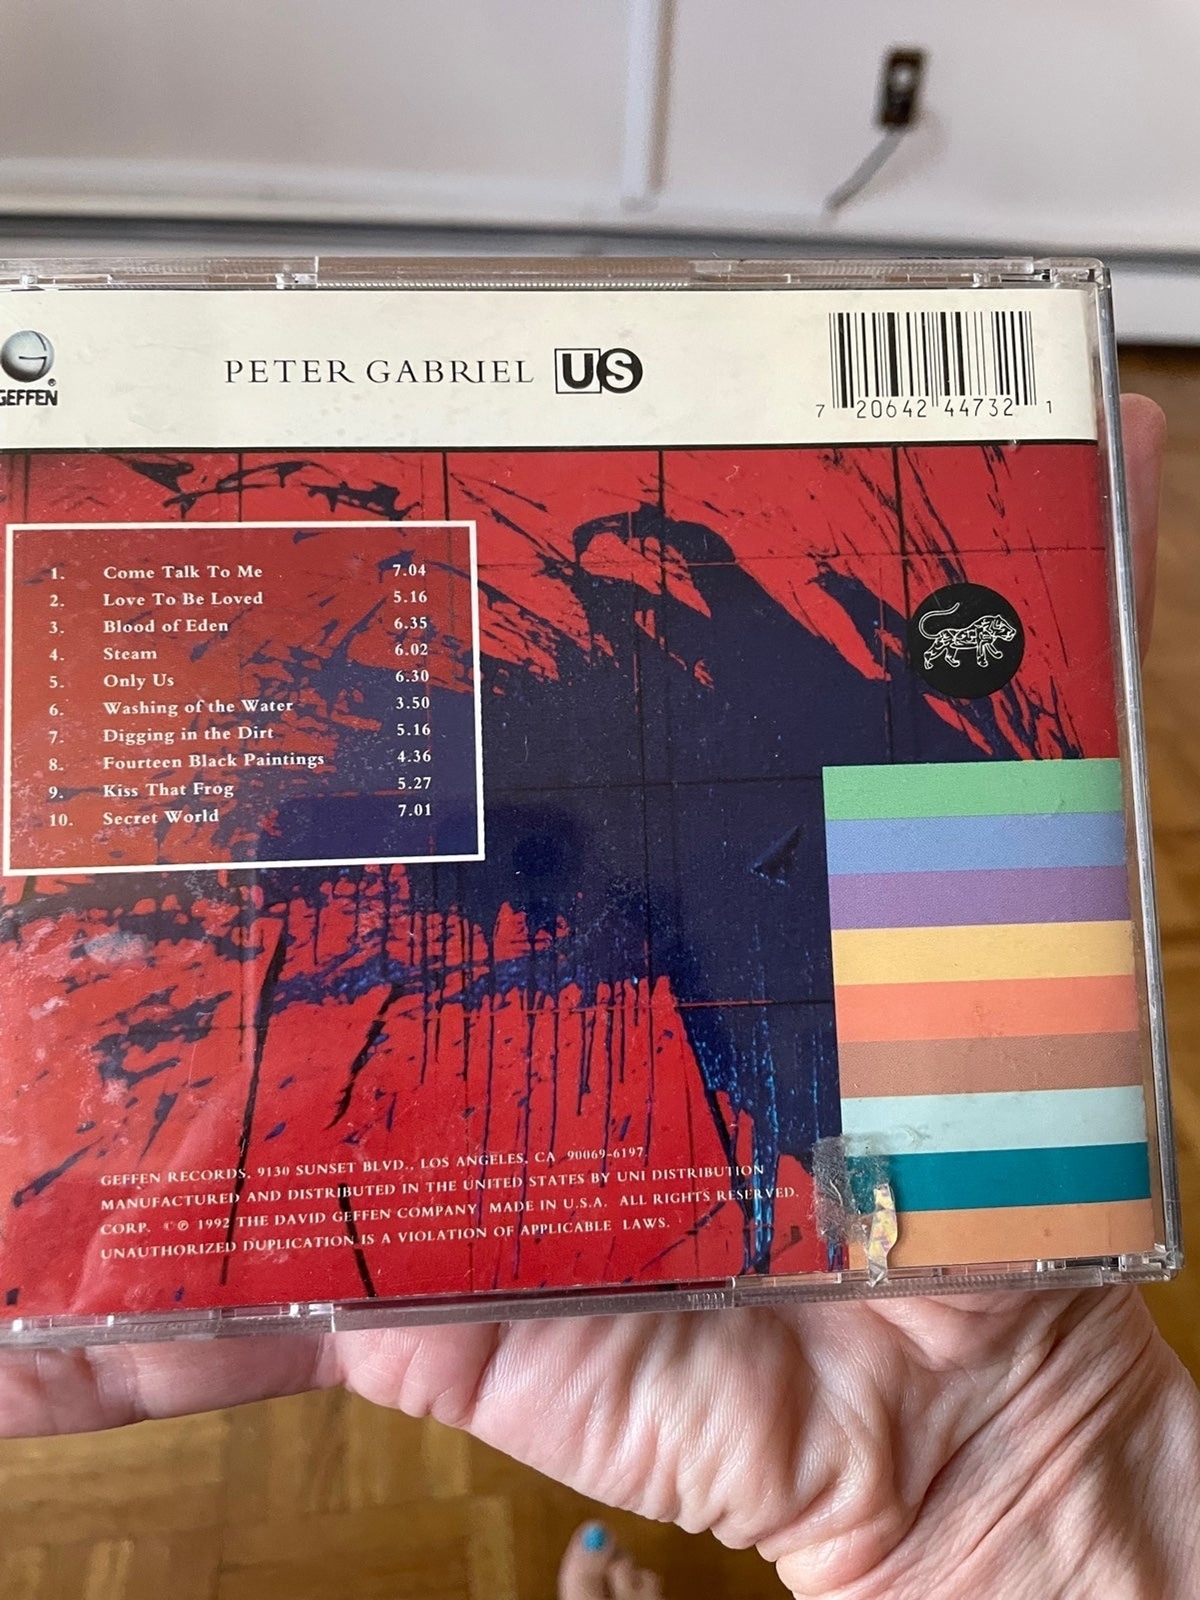 GEFFEN ®
PETER GABRIEL US
7 20642 44732 1
1. Come Talk To Me 7.04
2. Love To Be Loved 5.16
3. Blood of Eden 6.35
4. Steam 6.02
5. Only Us 6.30
6. Washing of the Water 3.50
7. Digging in the Dirt 5.16
8. Fourteen Black Paintings 4.36
9. Kiss That Frog 5.27
10. Secret World 7.01
GEFFEN RECORDS, 9130 SUNSET BLVD., LOS ANGELES, CA 90069-6197.
MANUFACTURED AND DISTRIBUTED IN THE UNITED STATES BY UNI DISTRIBUTION
CORP. ©℗ 1992 THE DAVID GEFFEN COMPANY. MADE IN U.S.A. ALL RIGHTS RESERVED.
UNAUTHORIZED DUPLICATION IS A VIOLATION OF APPLICABLE LAWS.